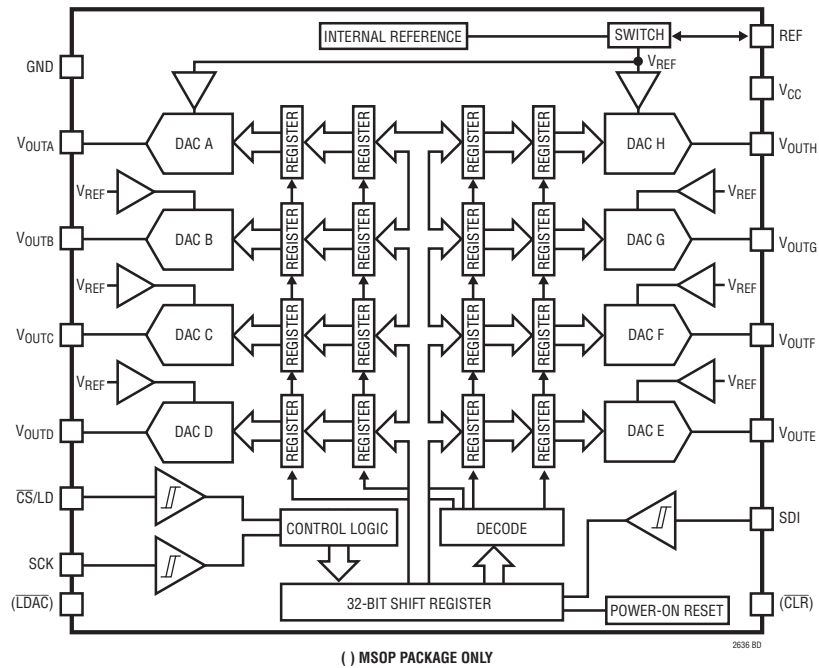 INTERNAL REFERENCE
SWITCH
REF
GND
VREF
VCC
VOUTA
DAC A
REGISTER
REGISTER
REGISTER
REGISTER
DAC H
VOUTH
VREF
VREF
VOUTB
DAC B
REGISTER
REGISTER
REGISTER
REGISTER
DAC G
VOUTG
VREF
VREF
VOUTC
DAC C
REGISTER
REGISTER
REGISTER
REGISTER
DAC F
VOUTF
VREF
VREF
VOUTD
DAC D
REGISTER
REGISTER
REGISTER
REGISTER
DAC E
VOUTE
C̅S̅/LD
CONTROL LOGIC
DECODE
SDI
SCK
(L̅D̅A̅C̅)
32-BIT SHIFT REGISTER
POWER-ON RESET
(C̅L̅R̅)
2636 BD
( ) MSOP PACKAGE ONLY